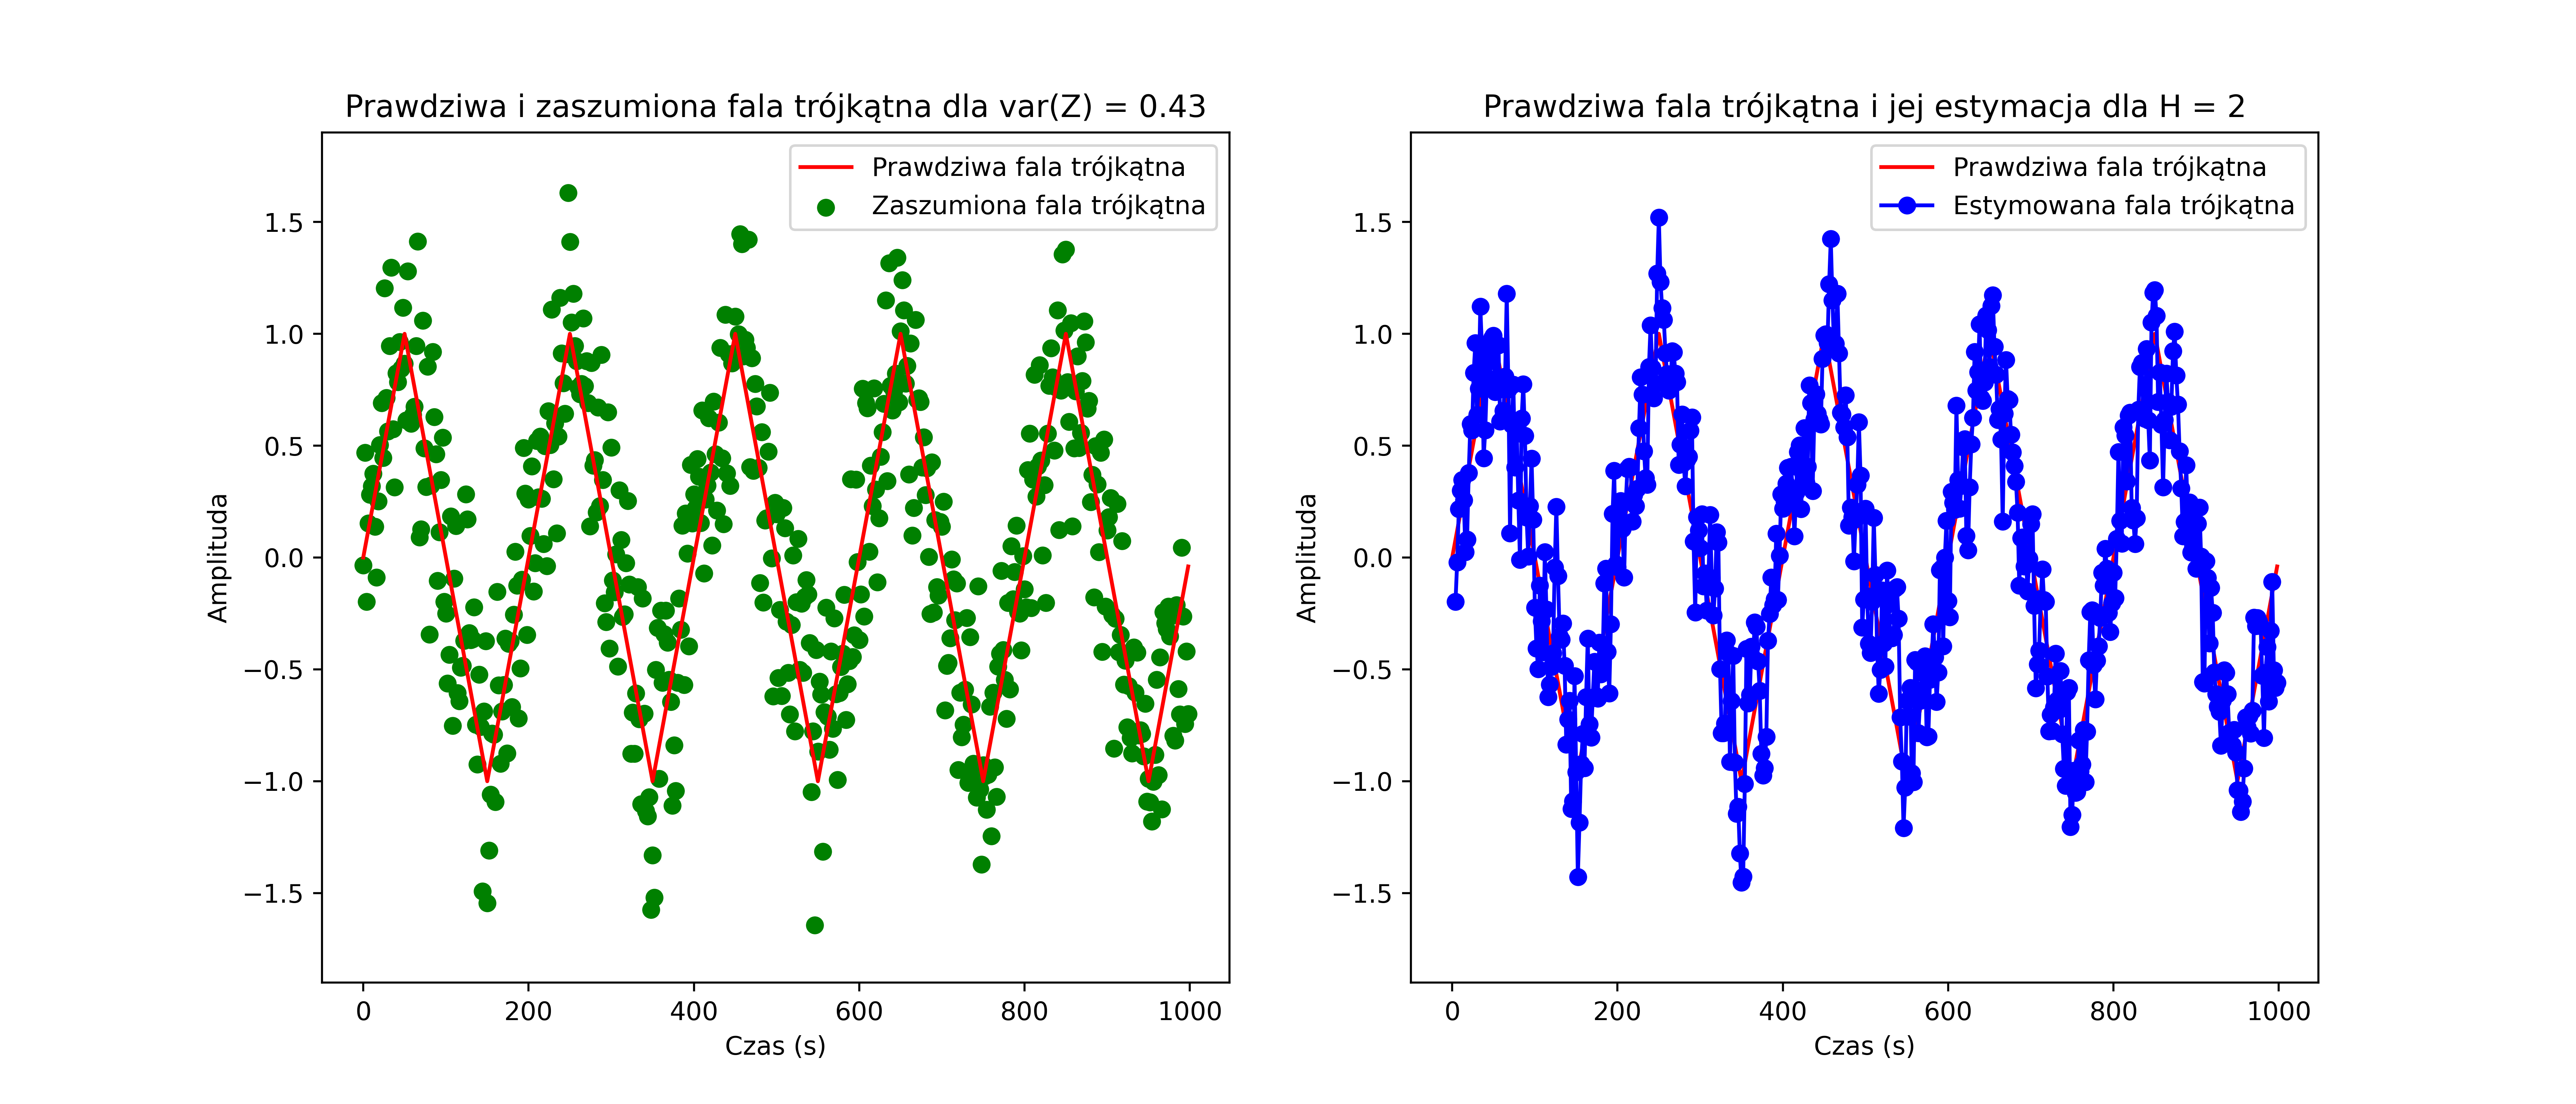 Prawdziwa i zaszumiona fala trójkątna dla var(Z) = 0.43
Prawdziwa fala trójkątna
Zaszumiona fala trójkątna
1.5
1.0
0.5
0.0
−0.5
−1.0
−1.5
Amplituda
0 200 400 600 800 1000
Czas (s)
Prawdziwa fala trójkątna i jej estymacja dla H = 2
Prawdziwa fala trójkątna
Estymowana fala trójkątna
1.5
1.0
0.5
0.0
−0.5
−1.0
−1.5
Amplituda
0 200 400 600 800 1000
Czas (s)